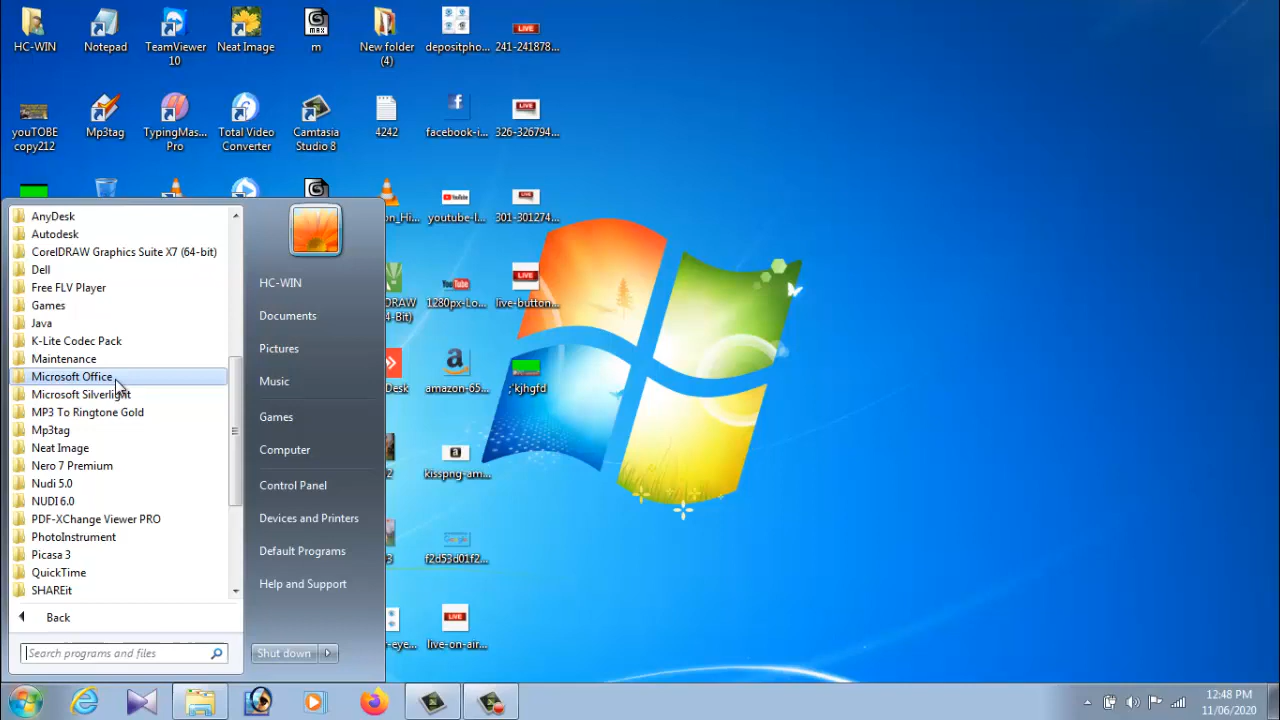 HC-WIN
Notepad
TeamViewer
10
Neat Image
m
New folder
(4)
depositpho...
241-241878...
youTOBE
copy212
Mp3tag
TypingMas...
Pro
Total Video
Converter
Camtasia
Studio 8
4242
facebook-i...
LIVE
326-326794...
YouTube
youtube-l...
301-301274...
YouTube
1280px-Lo...
LIVE
live-button...
amazon-65...
;'kjhgfd
kisspng-am...
f2d53d01f2...
LIVE
live-on-air...
AnyDesk
Autodesk
CorelDRAW Graphics Suite X7 (64-bit)
Dell
Free FLV Player
Games
Java
K-Lite Codec Pack
Maintenance
Microsoft Office
Microsoft Silverlight
MP3 To Ringtone Gold
Mp3tag
Neat Image
Nero 7 Premium
Nudi 5.0
NUDI 6.0
PDF-XChange Viewer PRO
PhotoInstrument
Picasa 3
QuickTime
SHAREit
Back
Search programs and files
HC-WIN
Documents
Pictures
Music
Games
Computer
Control Panel
Devices and Printers
Default Programs
Help and Support
Shut down
12:48 PM
11/06/2020